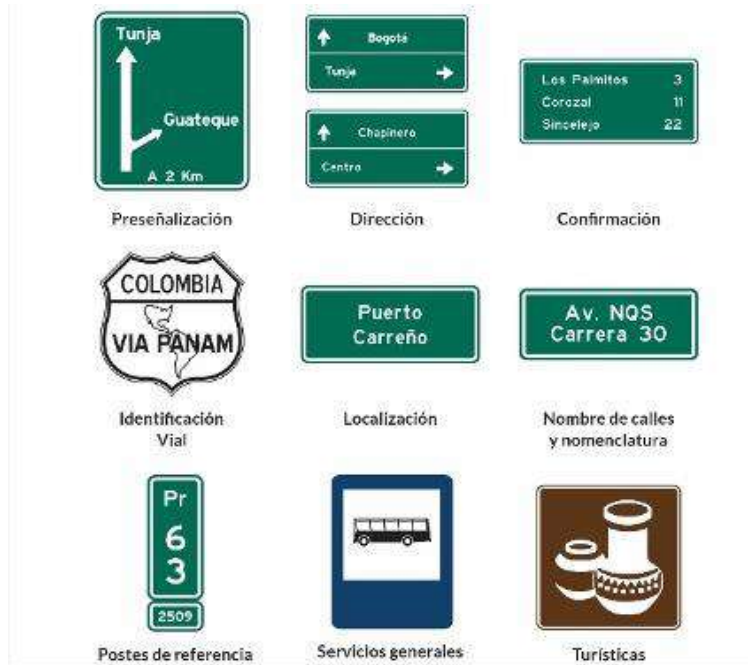 Tunja
Guateque
A 2 Km
Preseñalización
Bogotá
Tunja
Chapinero
Centro
Dirección
Los Palmitos 3
Corozal 11
Sincelejo 22
Confirmación
COLOMBIA
VIA PANAM
Identificación
Vial
Puerto
Carreño
Localización
Av. NQS
Carrera 30
Nombre de calles
y nomenclatura
Pr
6
3
2509
Postes de referencia
Servicios generales
Turísticas